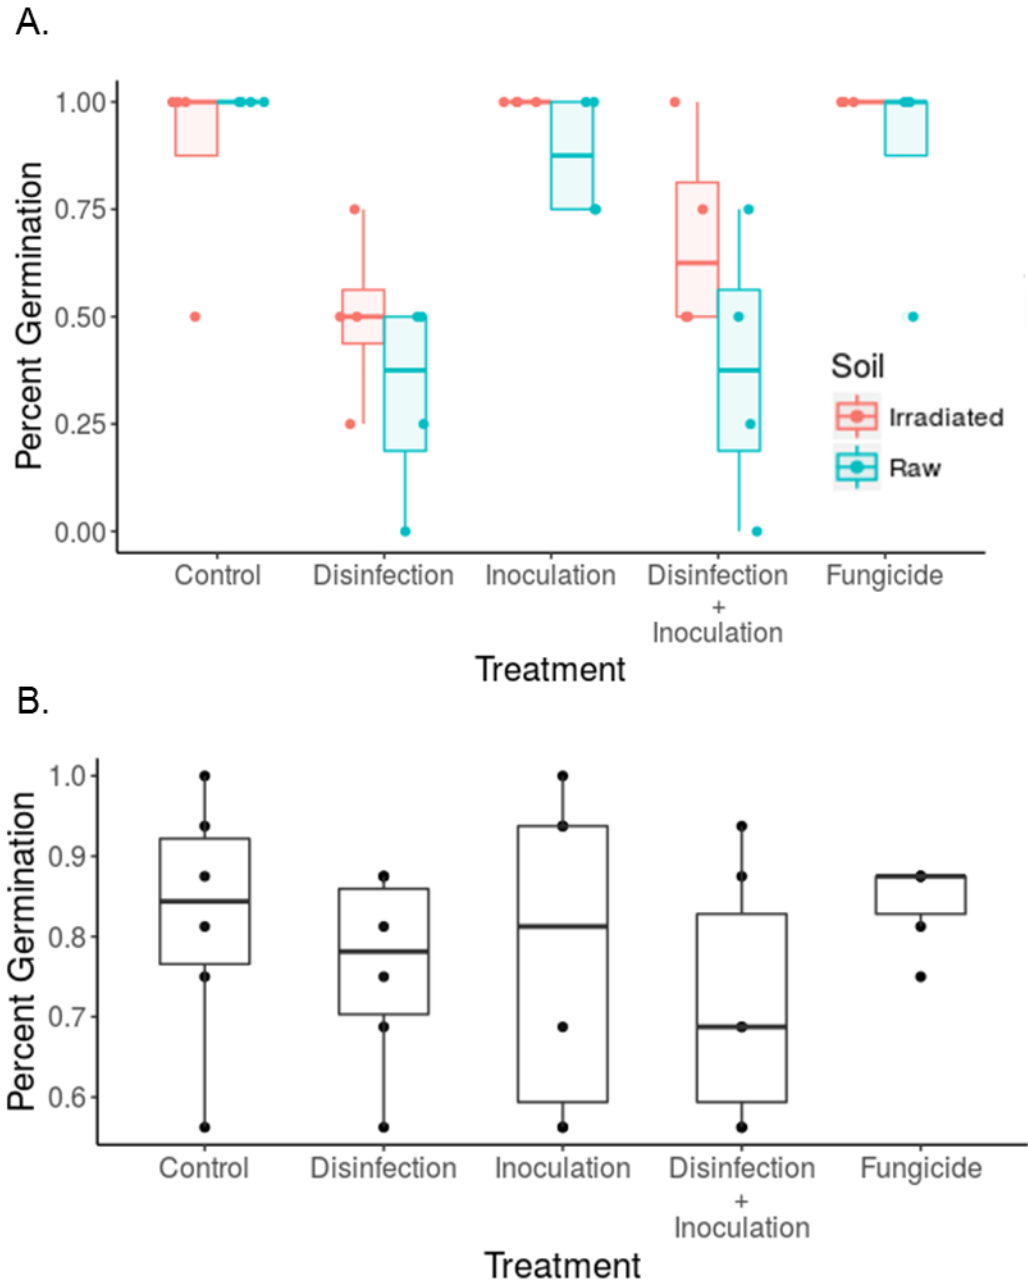 A.
Percent Germination
1.00
0.75
0.50
0.25
0.00
Soil
Irradiated
Raw
Control Disinfection Inoculation Disinfection Fungicide
+
Inoculation
Treatment
B.
Percent Germination
1.0
0.9
0.8
0.7
0.6
Control Disinfection Inoculation Disinfection Fungicide
+
Inoculation
Treatment